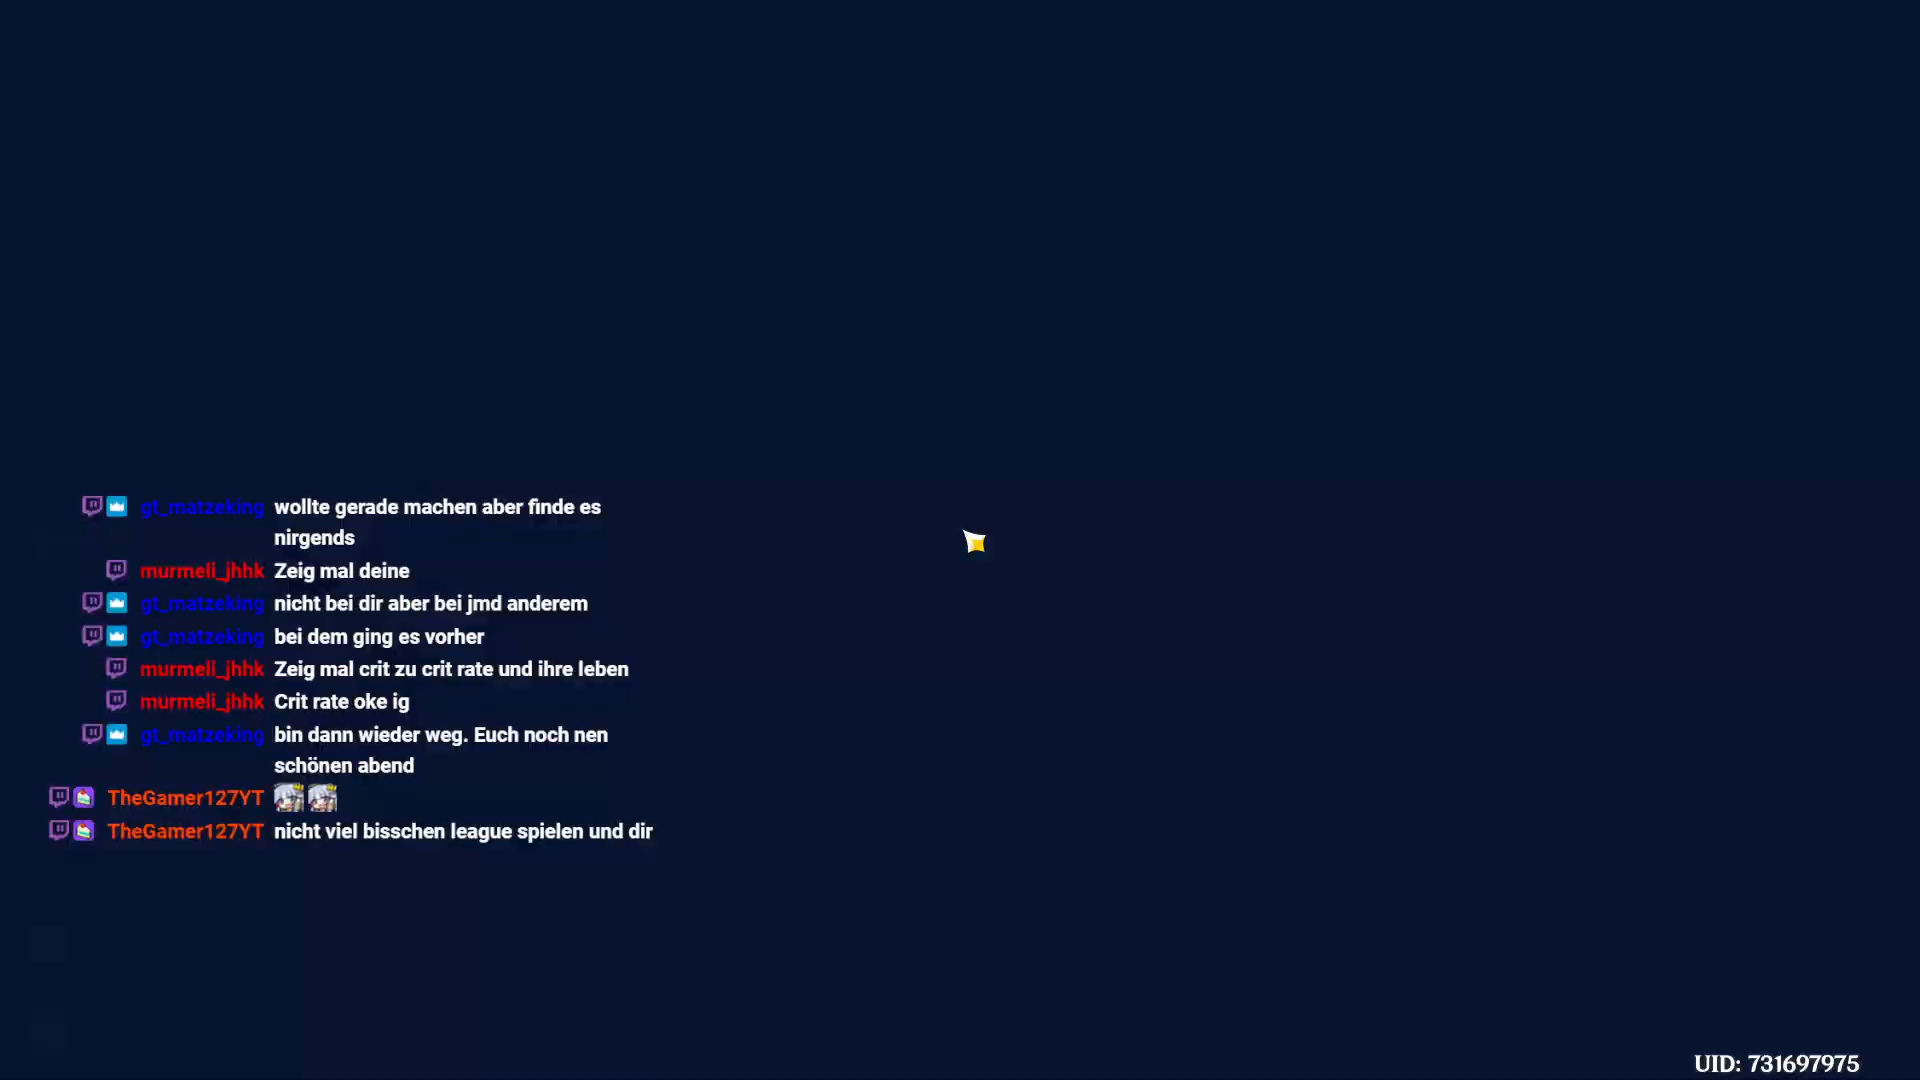 gt_matzeking wollte gerade machen aber finde es
nirgends
murmeli_jhhk Zeig mal deine
gt_matzeking nicht bei dir aber bei jmd anderem
gt_matzeking bei dem ging es vorher
murmeli_jhhk Zeig mal crit zu crit rate und ihre leben
murmeli_jhhk Crit rate oke ig
gt_matzeking bin dann wieder weg. Euch noch nen
schönen abend
TheGamer127YT
TheGamer127YT nicht viel bisschen league spielen und dir
UID: 731697975